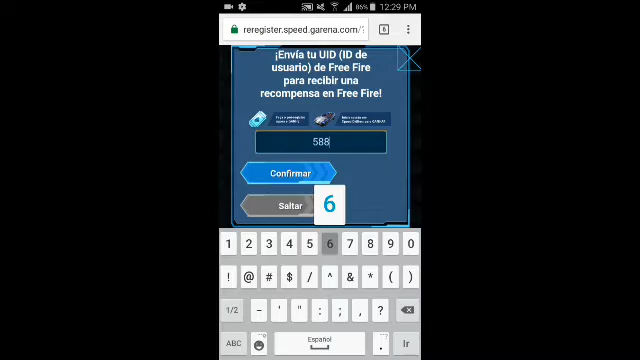 86% 12:29 PM
reregister.speed.garena.com/
6
¡Envía tu UID (ID de
usuario) de Free Fire
para recibir una
recompensa en Free Fire!
588
Confirmar
Saltar
6
1 2 3 4 5 6 7 8 9 0
! @ # $ / ^ & * ( )
1/2 - ' " : ; , ?
ABC Español . Ir